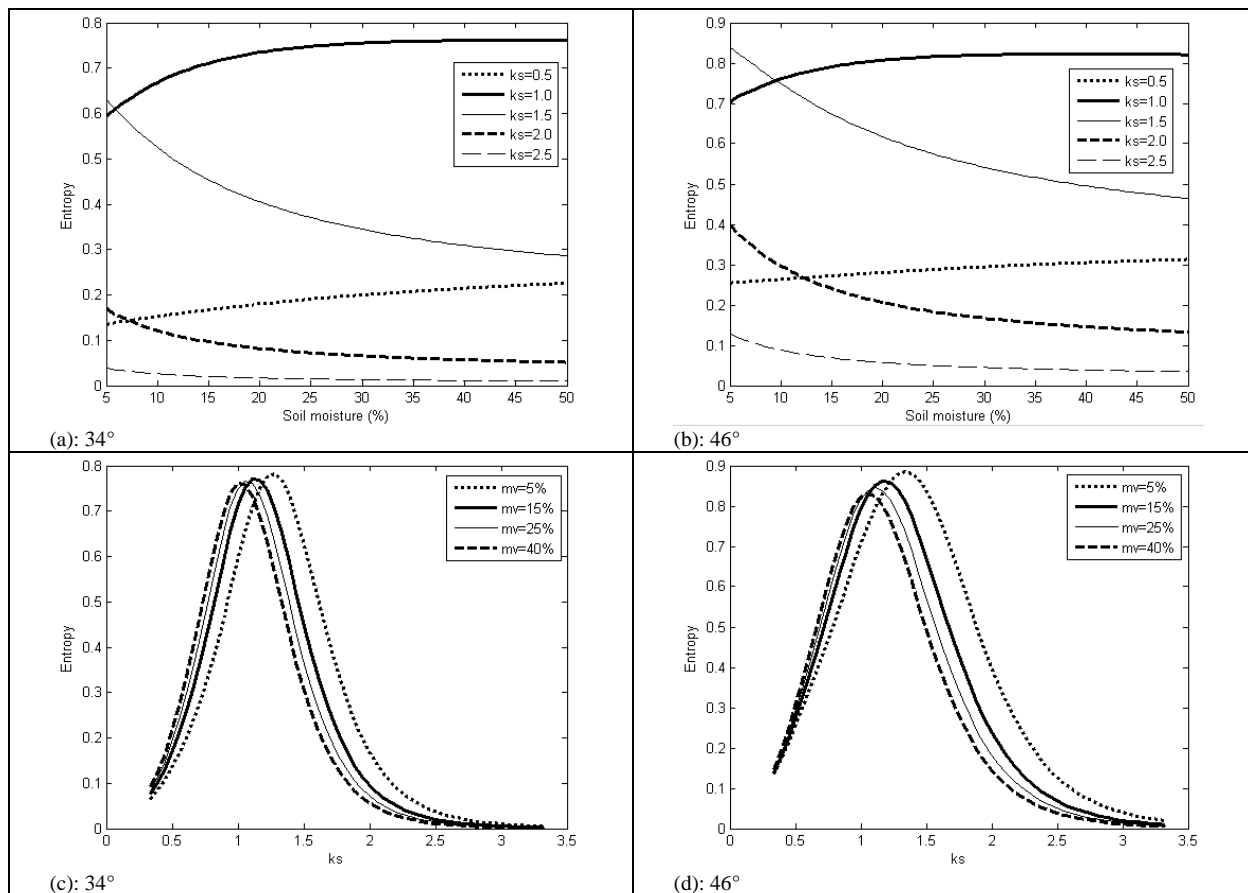 0.8
0.7
0.6
0.5
0.4
0.3
0.2
0.1
0
Entropy
ks=0.5
ks=1.0
ks=1.5
ks=2.0
ks=2.5
5 10 15 20 25 30 35 40 45 50
Soil moisture (%)
(a): 34°
0.9
0.8
0.7
0.6
0.5
0.4
0.3
0.2
0.1
0
Entropy
ks=0.5
ks=1.0
ks=1.5
ks=2.0
ks=2.5
5 10 15 20 25 30 35 40 45 50
Soil moisture (%)
(b): 46°
0.8
0.7
0.6
0.5
0.4
0.3
0.2
0.1
0
Entropy
mv=5%
mv=15%
mv=25%
mv=40%
0 0.5 1 1.5 2 2.5 3 3.5
ks
(c): 34°
0.9
0.8
0.7
0.6
0.5
0.4
0.3
0.2
0.1
0
Entropy
mv=5%
mv=15%
mv=25%
mv=40%
0 0.5 1 1.5 2 2.5 3 3.5
ks
(d): 46°